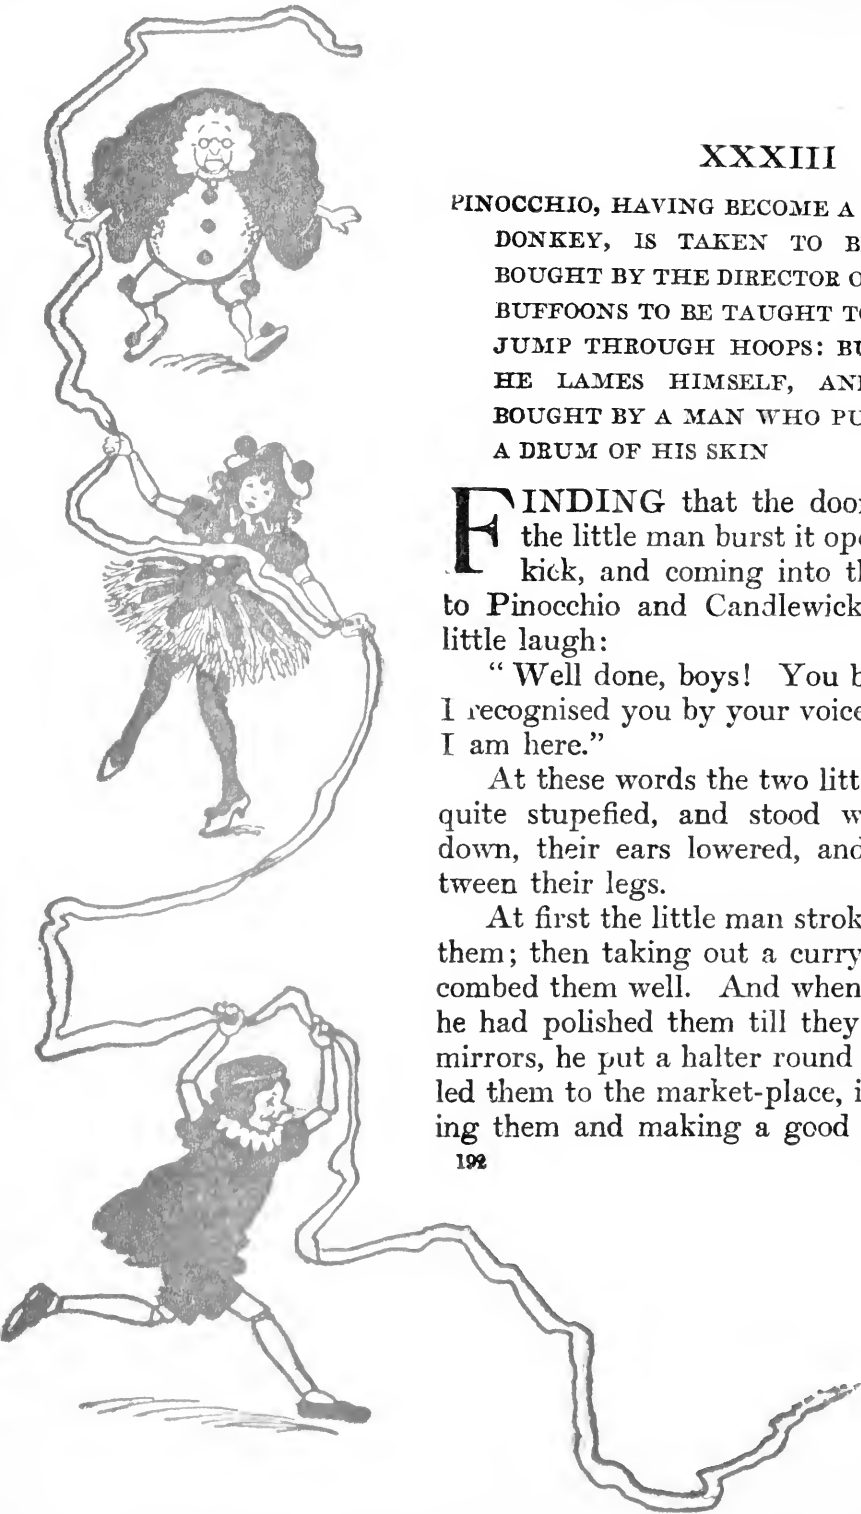 XXXIII
PINOCCHIO, HAVING BECOME A
DONKEY, IS TAKEN TO B
BOUGHT BY THE DIRECTOR O
BUFFOONS TO BE TAUGHT TO
JUMP THROUGH HOOPS: BU
HE LAMES HIMSELF, AN
BOUGHT BY A MAN WHO PU
A DRUM OF HIS SKIN
FINDING that the door
the little man burst it ope
kick, and coming into th
to Pinocchio and Candlewick
little laugh:
“Well done, boys! You b
I recognised you by your voice
I am here.”
At these words the two litt
quite stupefied, and stood w
down, their ears lowered, and
tween their legs.
At first the little man strok
them; then taking out a curry
combed them well. And when
he had polished them till they
mirrors, he put a halter round
led them to the market-place, i
ing them and making a good
192